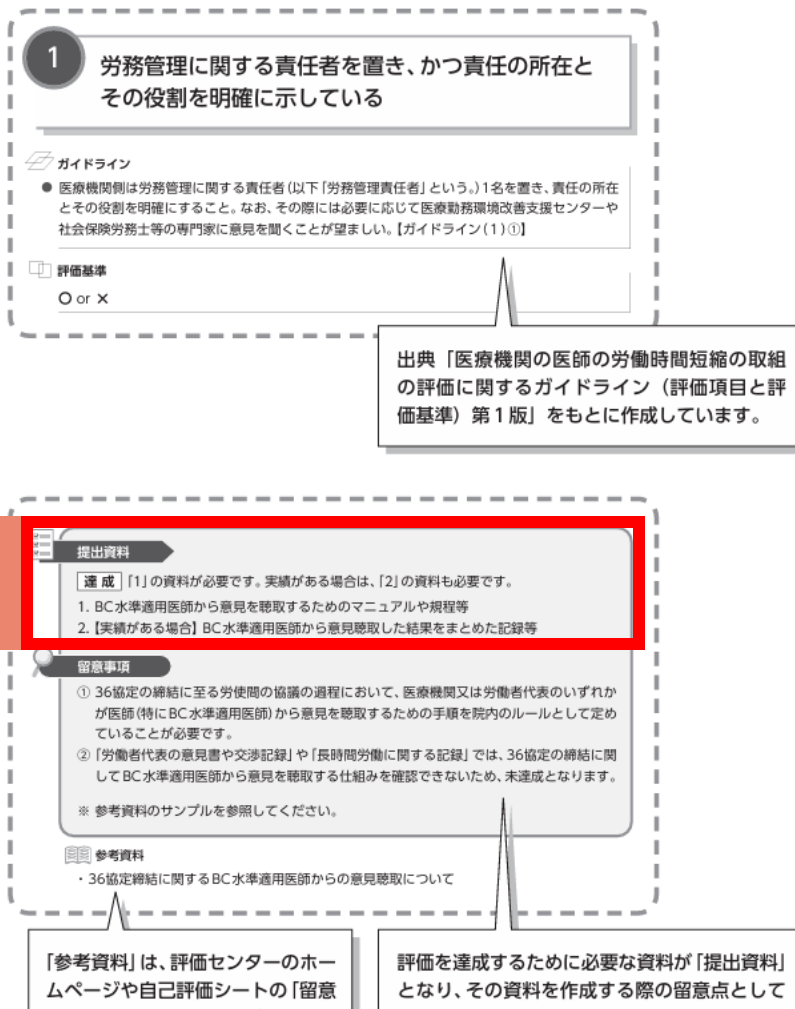 1
労務管理に関する責任者を置き、かつ責任の所在と
その役割を明確に示している
ガイドライン
● 医療機関側は労務管理に関する責任者(以下「労務管理責任者」という。)1名を置き、責任の所在
とその役割を明確にすること。なお、その際には必要に応じて医療勤務環境改善支援センターや
社会保険労務士等の専門家に意見を聞くことが望ましい。【ガイドライン(1)①】
評価基準
○ or ×
出典「医療機関の医師の労働時間短縮の取組
の評価に関するガイドライン(評価項目と評
価基準)第1版」をもとに作成しています。
提出資料
達成 「1」の資料が必要です。実績がある場合は、「2」の資料も必要です。
1. BC水準適用医師から意見を聴取するためのマニュアルや規程等
2.【実績がある場合】BC水準適用医師から意見聴取した結果をまとめた記録等
留意事項
① 36協定の締結に至る労使間の協議の過程において、医療機関又は労働者代表のいずれか
が医師(特にBC水準適用医師)から意見を聴取するための手順を院内のルールとして定め
ていることが必要です。
②「労働者代表の意見書や交渉記録」や「長時間労働に関する記録」では、36協定の締結に関
してBC水準適用医師から意見を聴取する仕組みを確認できないため、未達成となります。
※ 参考資料のサンプルを参照してください。
参考資料
・36協定締結に関するBC水準適用医師からの意見聴取について
「参考資料」は、評価センターのホー
ムページや自己評価シートの「留意
評価を達成するために必要な資料が「提出資料」
となり、その資料を作成する際の留意点として